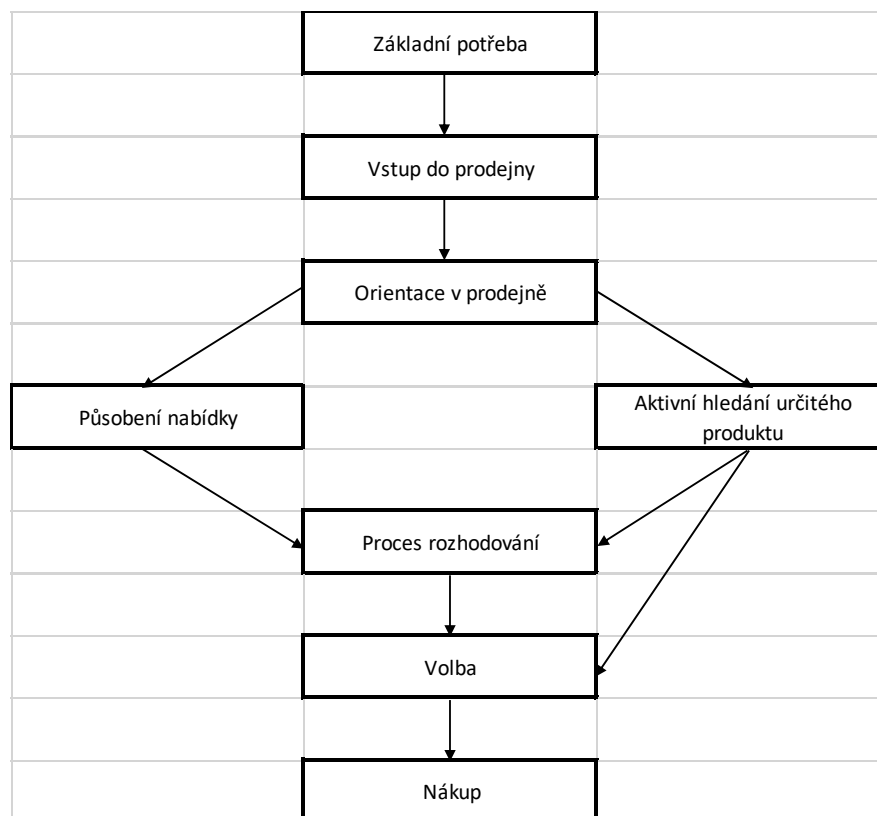 Základní potřeba
Vstup do prodejny
Orientace v prodejně
Působení nabídky
Aktivní hledání určitého
produktu
Proces rozhodování
Volba
Nákup